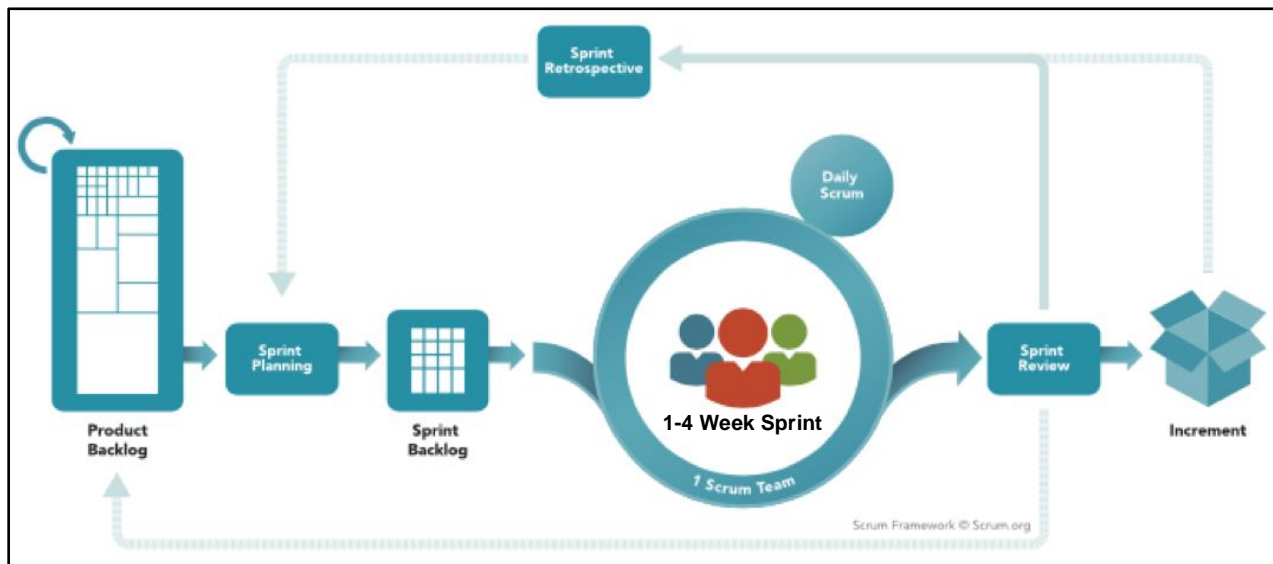 Sprint
Retrospective
Daily
Scrum
Sprint
Planning
Sprint
Review
1-4 Week Sprint
Product
Backlog
Sprint
Backlog
Increment
1 Scrum Team
Scrum Framework © Scrum.org